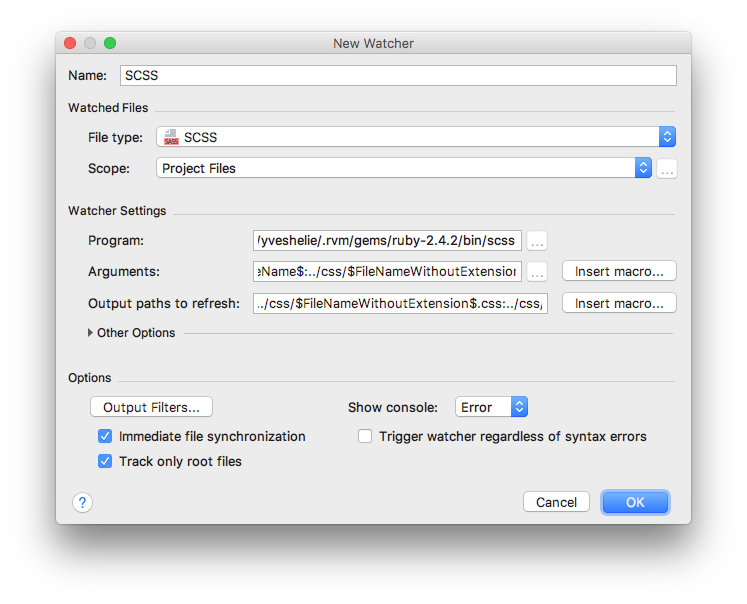 New Watcher
Name: SCSS
Watched Files
File type: SASS SCSS
Scope: Project Files ...
Watcher Settings
Program: /yveshelie/.rvm/gems/ruby-2.4.2/bin/scss ...
Arguments: eName$:../css/$FileNameWithoutExtension ... Insert macro...
Output paths to refresh: ../css/$FileNameWithoutExtension$.css:../css/ Insert macro...
Other Options
Options
Output Filters... Show console: Error
Immediate file synchronization Trigger watcher regardless of syntax errors
Track only root files
? Cancel OK